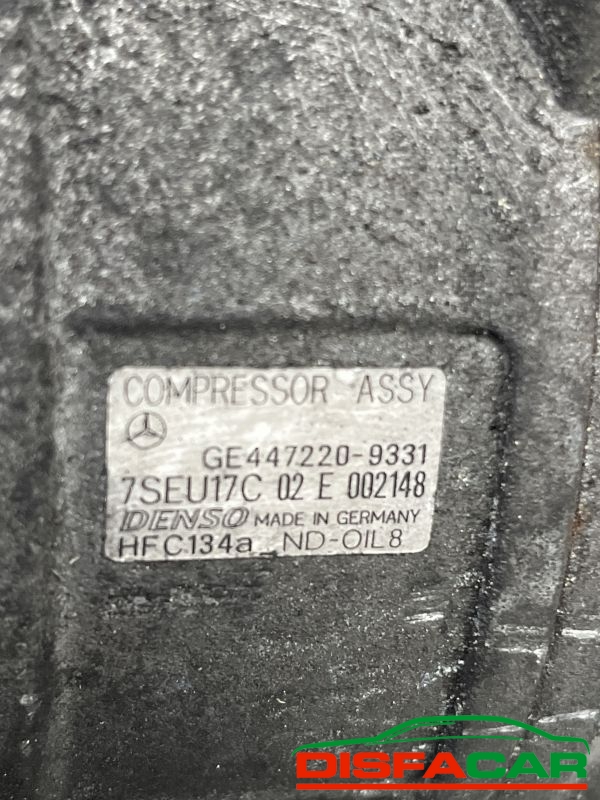 COMPRESSOR ASSY
GE447220-9331
7SEU17C 02 E 002148
DENSO MADE IN GERMANY
HFC134a ND-OIL8
DISFACAR